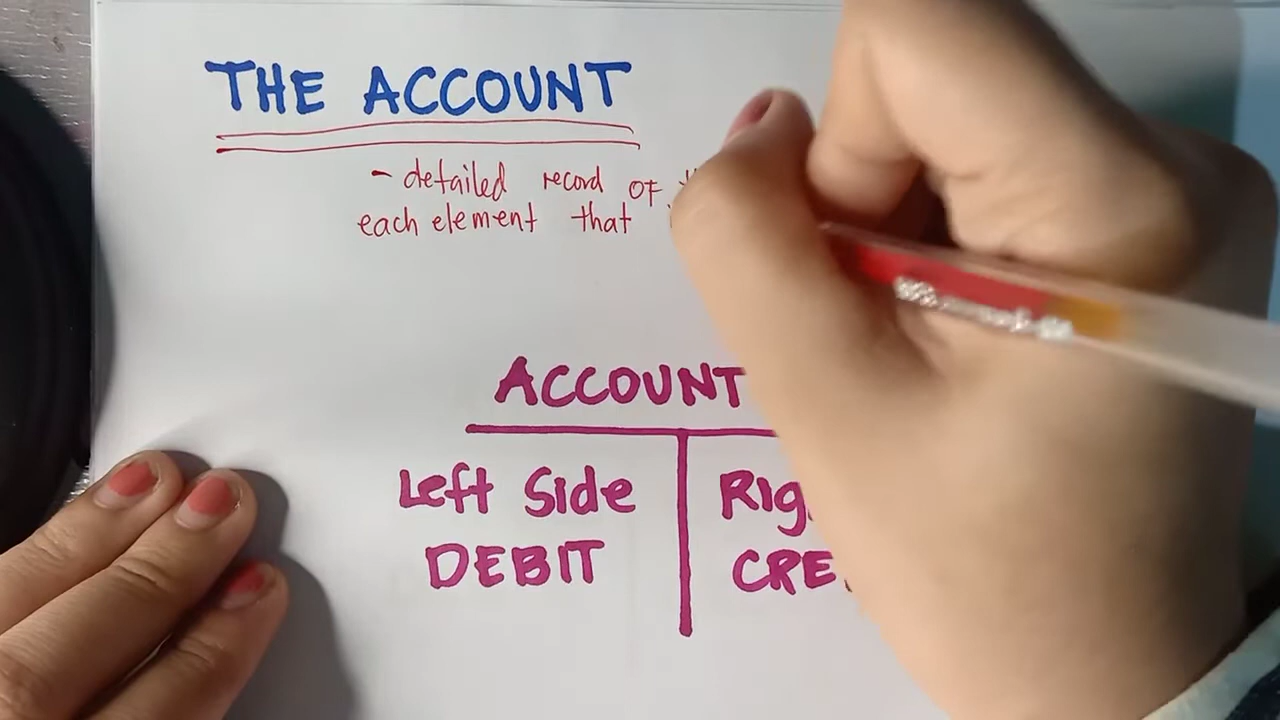 THE ACCOUNT
- detailed record of
each element that
ACCOUNT
Left Side
DEBIT